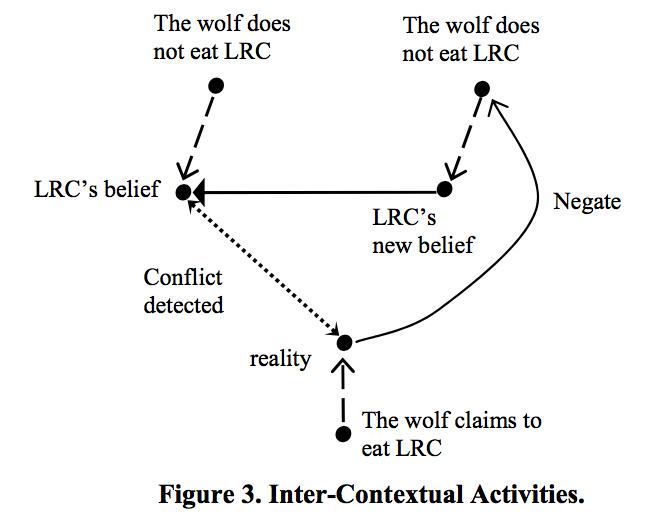 The wolf does
not eat LRC
The wolf does
not eat LRC
LRC’s belief
LRC’s
new belief
Negate
Conflict
detected
reality
The wolf claims to
eat LRC
Figure 3. Inter-Contextual Activities.